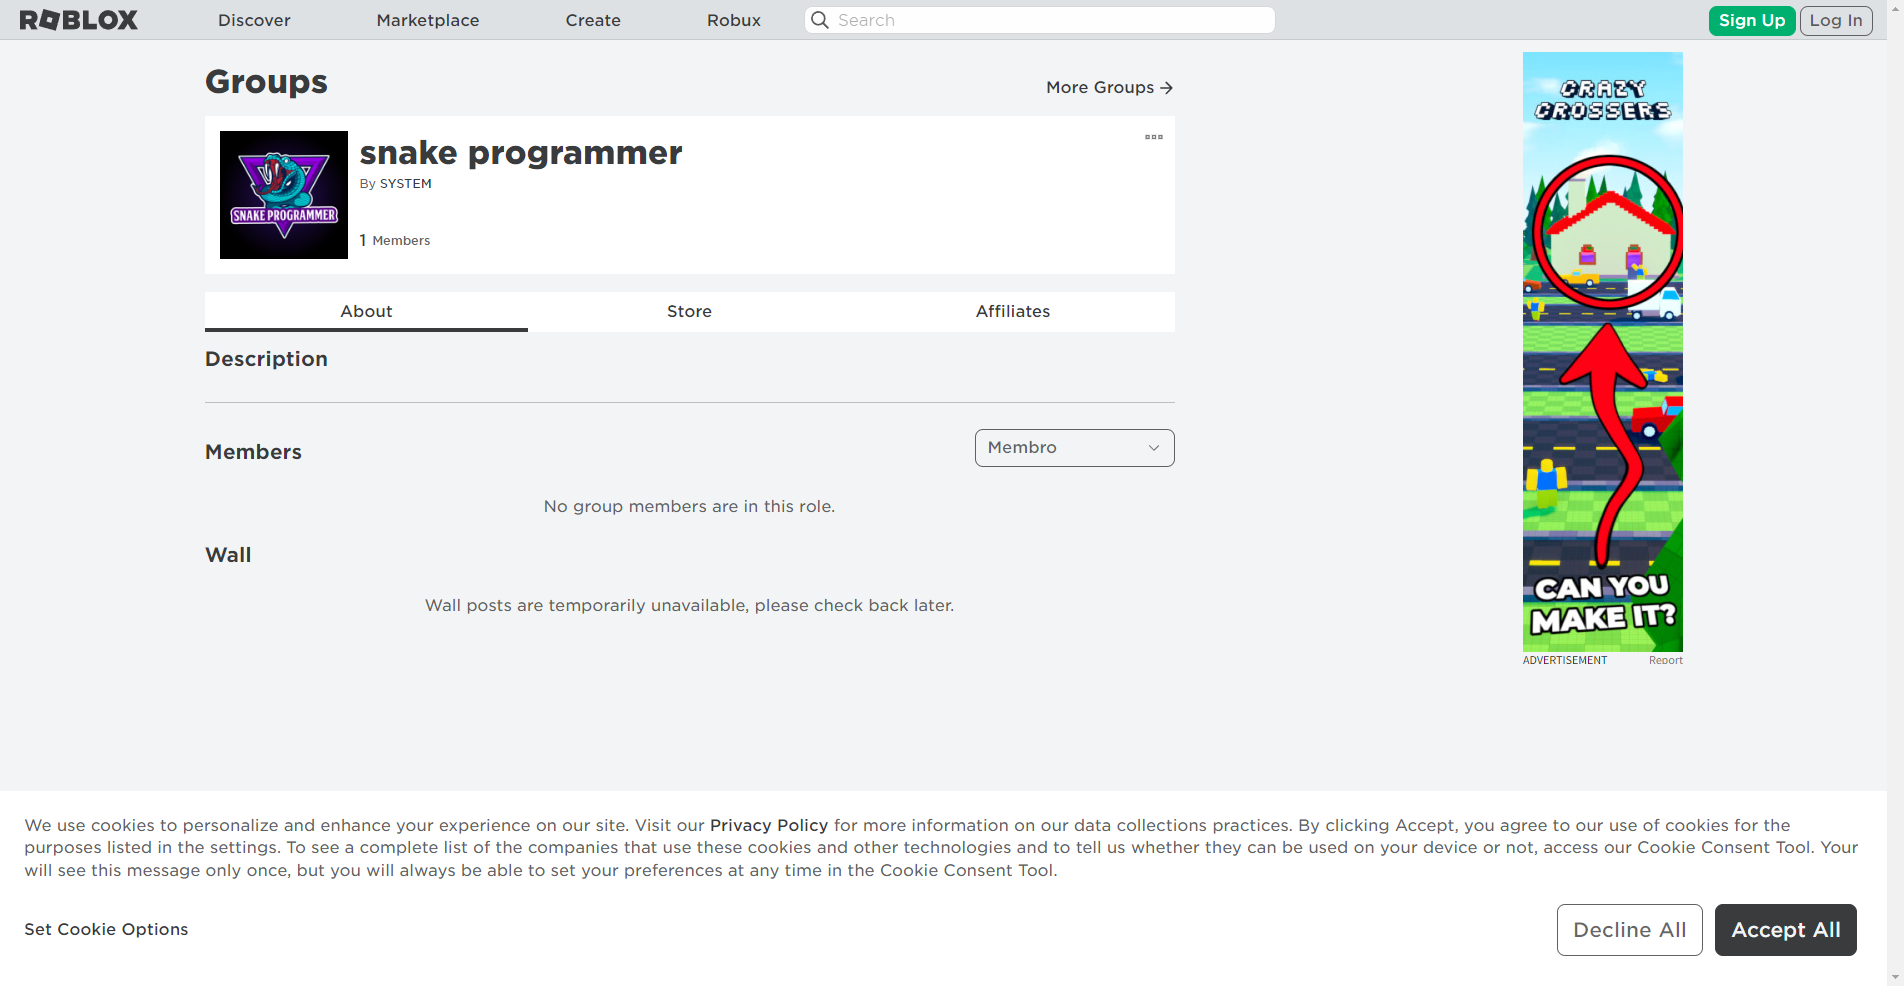 ROBLOX
Discover
Marketplace
Create
Robux
Search
Sign Up
Log In
Groups
More Groups
SNAKE PROGRAMMER
snake programmer
By SYSTEM
1 Members
About
Store
Affiliates
Description
Members
Membro
No group members are in this role.
Wall
Wall posts are temporarily unavailable, please check back later.
CRAZY
CROSSERS
CAN YOU
MAKE IT?
ADVERTISEMENT
Report
We use cookies to personalize and enhance your experience on our site. Visit our Privacy Policy for more information on our data collections practices. By clicking Accept, you agree to our use of cookies for the
purposes listed in the settings. To see a complete list of the companies that use these cookies and other technologies and to tell us whether they can be used on your device or not, access our Cookie Consent Tool. Your
will see this message only once, but you will always be able to set your preferences at any time in the Cookie Consent Tool.
Set Cookie Options
Decline All
Accept All